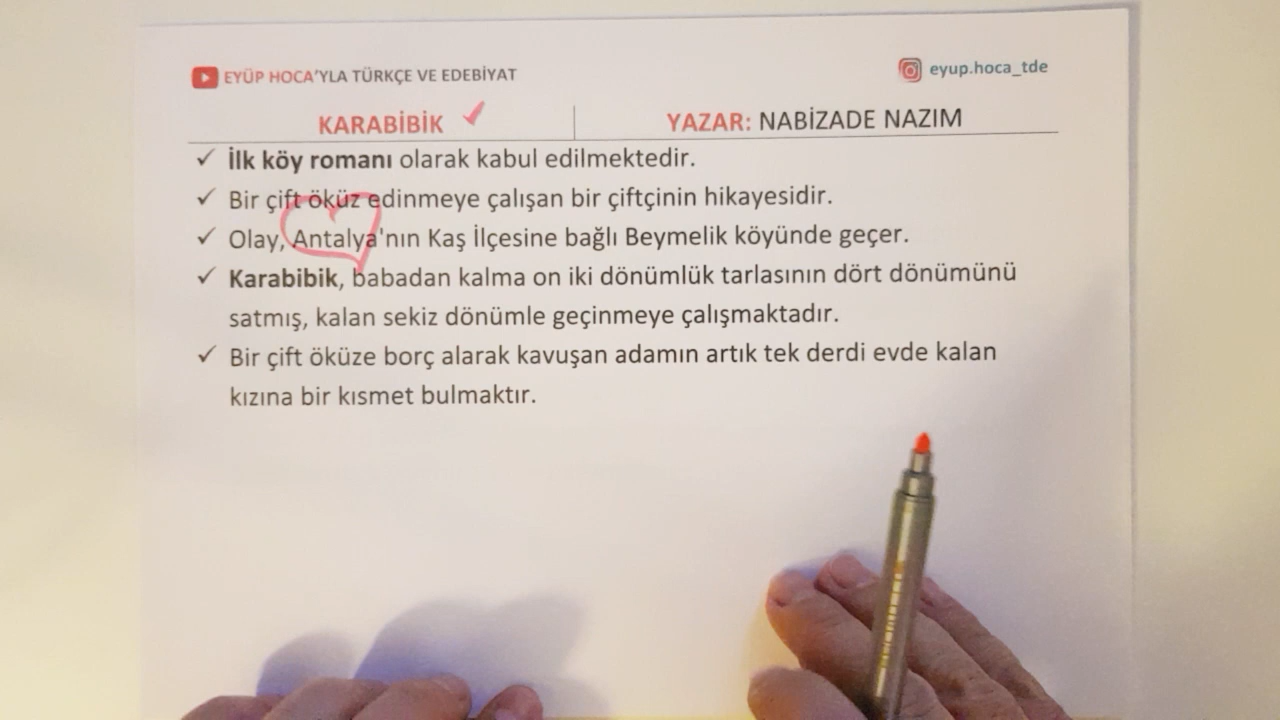 EYÜP HOCA'YLA TÜRKÇE VE EDEBİYAT
eyup.hoca_tde
KARABİBİK
YAZAR: NABİZADE NAZIM
İlk köy romanı olarak kabul edilmektedir.
Bir çift öküz edinmeye çalışan bir çiftçinin hikayesidir.
Olay, Antalya'nın Kaş İlçesine bağlı Beymelik köyünde geçer.
Karabibik, babadan kalma on iki dönümlük tarlasının dört dönümünü
satmış, kalan sekiz dönümle geçinmeye çalışmaktadır.
Bir çift öküze borç alarak kavuşan adamın artık tek derdi evde kalan
kızına bir kısmet bulmaktır.